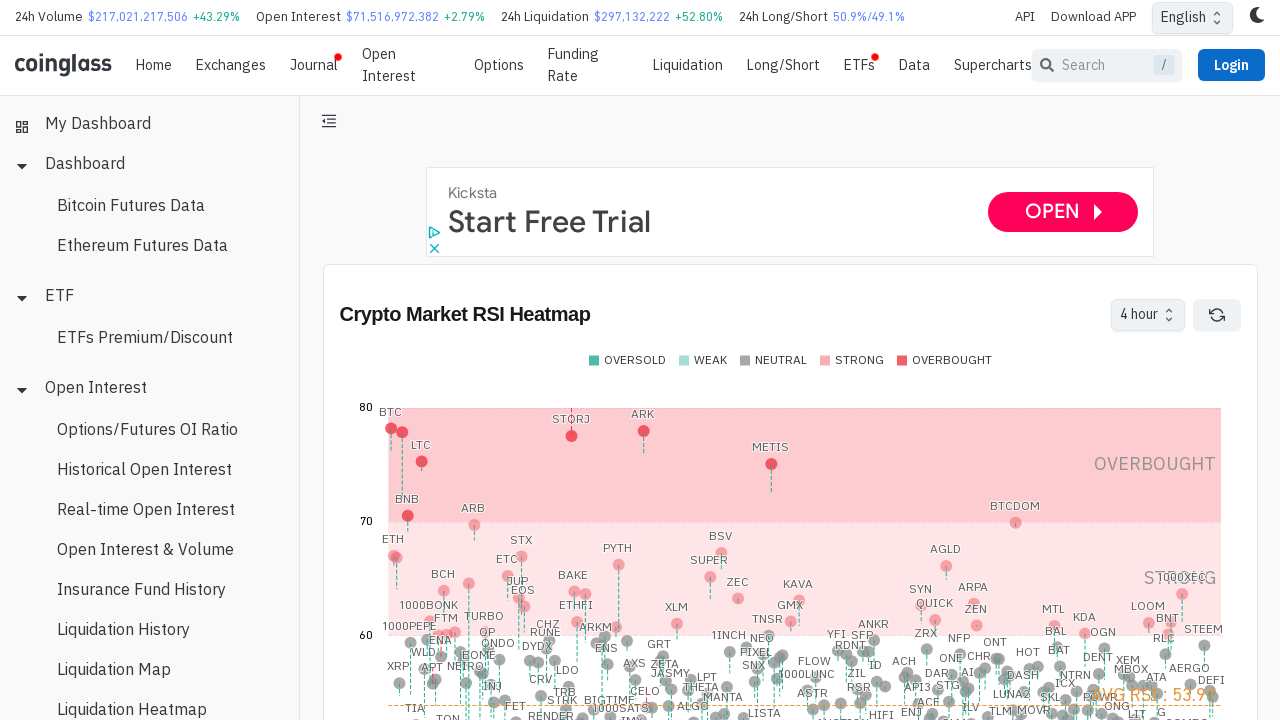 24h Volume $217,021,217,506 +43.29% Open Interest $71,516,972,382 +2.79% 24h Liquidation $297,132,222 +52.80% 24h Long/Short 50.9%/49.1% API Download APP English
coinglass Home Exchanges Journal Open Interest Options Funding Rate Liquidation Long/Short ETFs Data Supercharts Search / Login
My Dashboard
Dashboard
Bitcoin Futures Data
Ethereum Futures Data
ETF
ETFs Premium/Discount
Open Interest
Options/Futures OI Ratio
Historical Open Interest
Real-time Open Interest
Open Interest & Volume
Insurance Fund History
Liquidation History
Liquidation Map
Liquidation Heatmap
Kicksta
Start Free Trial
OPEN
Crypto Market RSI Heatmap
4 hour
OVERSOLD WEAK NEUTRAL STRONG OVERBOUGHT
80
BTC STORJ ARK
LTC METIS
OVERBOUGHT
BNB ARB BTCDOM
70
ETH STX PYTH BSV AGLD
ETC SUPER
BCH JUP BAKE ZEC KAVA STRONG
EOS SYN ARPA
1000BONK ETHFI XLM GMX QUICK ZEN MTL LOOM
FTM TURBO TNSR KDA BNT
1000PEPE OP CHZ ARKM ANKR STEEM
60
ENA ONDO RUNE 1INCH NEO YFI SFP ZRX NFP ONT BAL OGN RLC
WLD BOME DYDX ENS GRT PIXEL RDNT HOT BAT DENT
XRP APT NEIRO LDO AXS ZETA SNX FLOW ID ACH ONE CHR XEM AERGO
JASMY LPT 1000LUNC ZIL DAR AI DASH NTRN MBOX ATA
INJ CRV TRB CELO THETA MANTA ASTR RSR API3 STG LUNA2 ICX DEFI
AVG RSI : 53.9
TIA FET STRK BIGTIME ALGO LISTA HIFI ACE ILV SKL POWR
TON RENDER 1000SATS ENJ TLM MOVR ONG